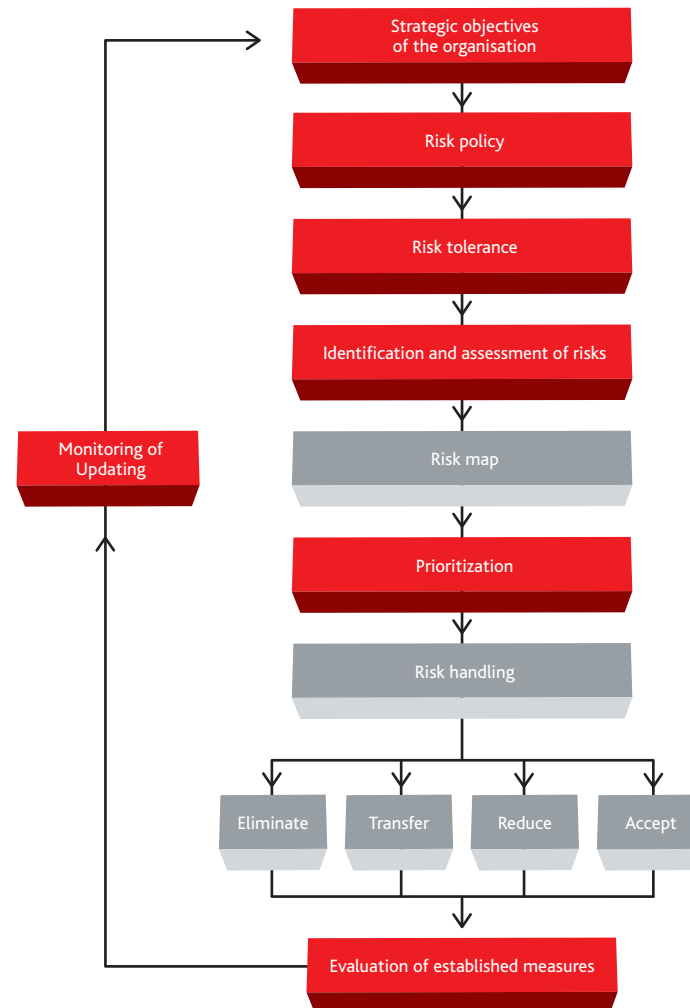 Strategic objectives
of the organisation
Risk policy
Risk tolerance
Identification and assessment of risks
Monitoring of
Updating
Risk map
Prioritization
Risk handling
Eliminate
Transfer
Reduce
Accept
Evaluation of established measures